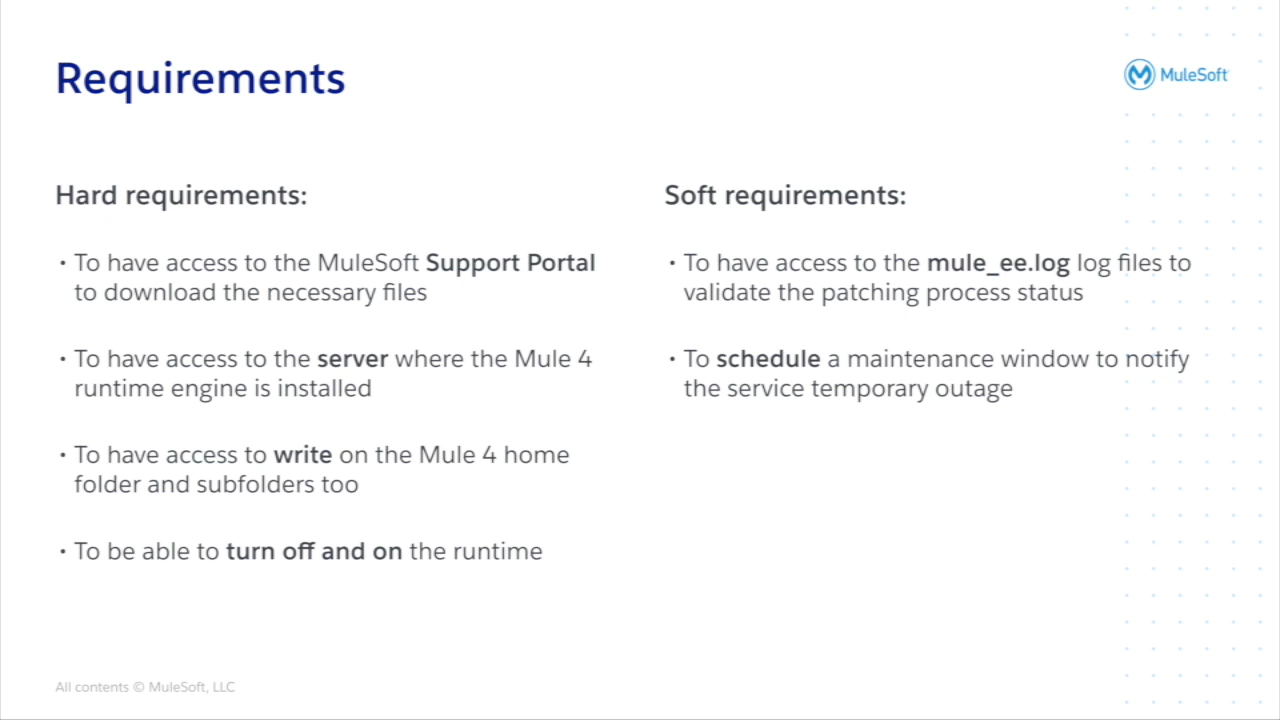 Requirements
MuleSoft
Hard requirements:
• To have access to the MuleSoft Support Portal
to download the necessary files
• To have access to the server where the Mule 4
runtime engine is installed
• To have access to write on the Mule 4 home
folder and subfolders too
• To be able to turn off and on the runtime
Soft requirements:
• To have access to the mule_ee.log log files to
validate the patching process status
• To schedule a maintenance window to notify
the service temporary outage
All contents © MuleSoft, LLC